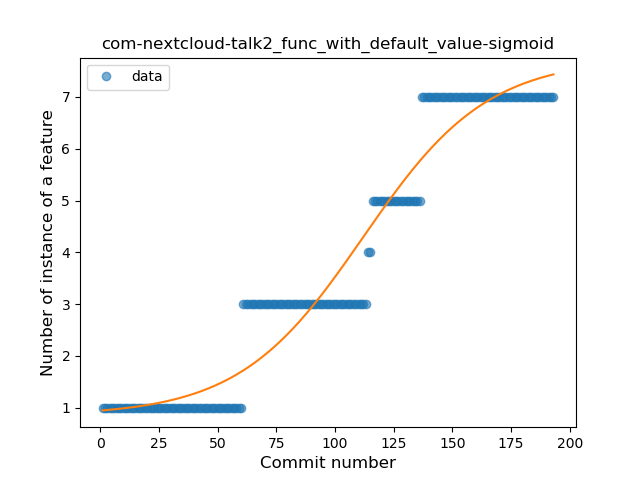 com-nextcloud-talk2_func_with_default_value-sigmoid
data
Number of instance of a feature
7
6
5
4
3
2
1
0 25 50 75 100 125 150 175 200
Commit number